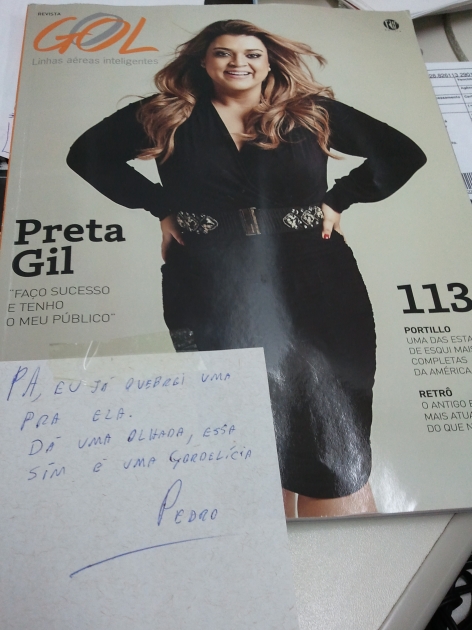 REVISTA
GOL
Linhas aéreas inteligentes
Preta
Gil
"FAÇO SUCESSO
E TENHO
O MEU PÚBLICO"
113
PORTILLO
UMA DAS ESTA
DE ESQUI MAIS
COMPLETAS
DA AMÉRICA
RETRÔ
O ANTIGO E
MAIS ATUA
DO QUE N
PA, EU JÁ QUEBREI UMA
PRA ELA.
DÁ UMA OLHADA, ESSA
SIM É UMA GORDELÍCIA
PEDRO